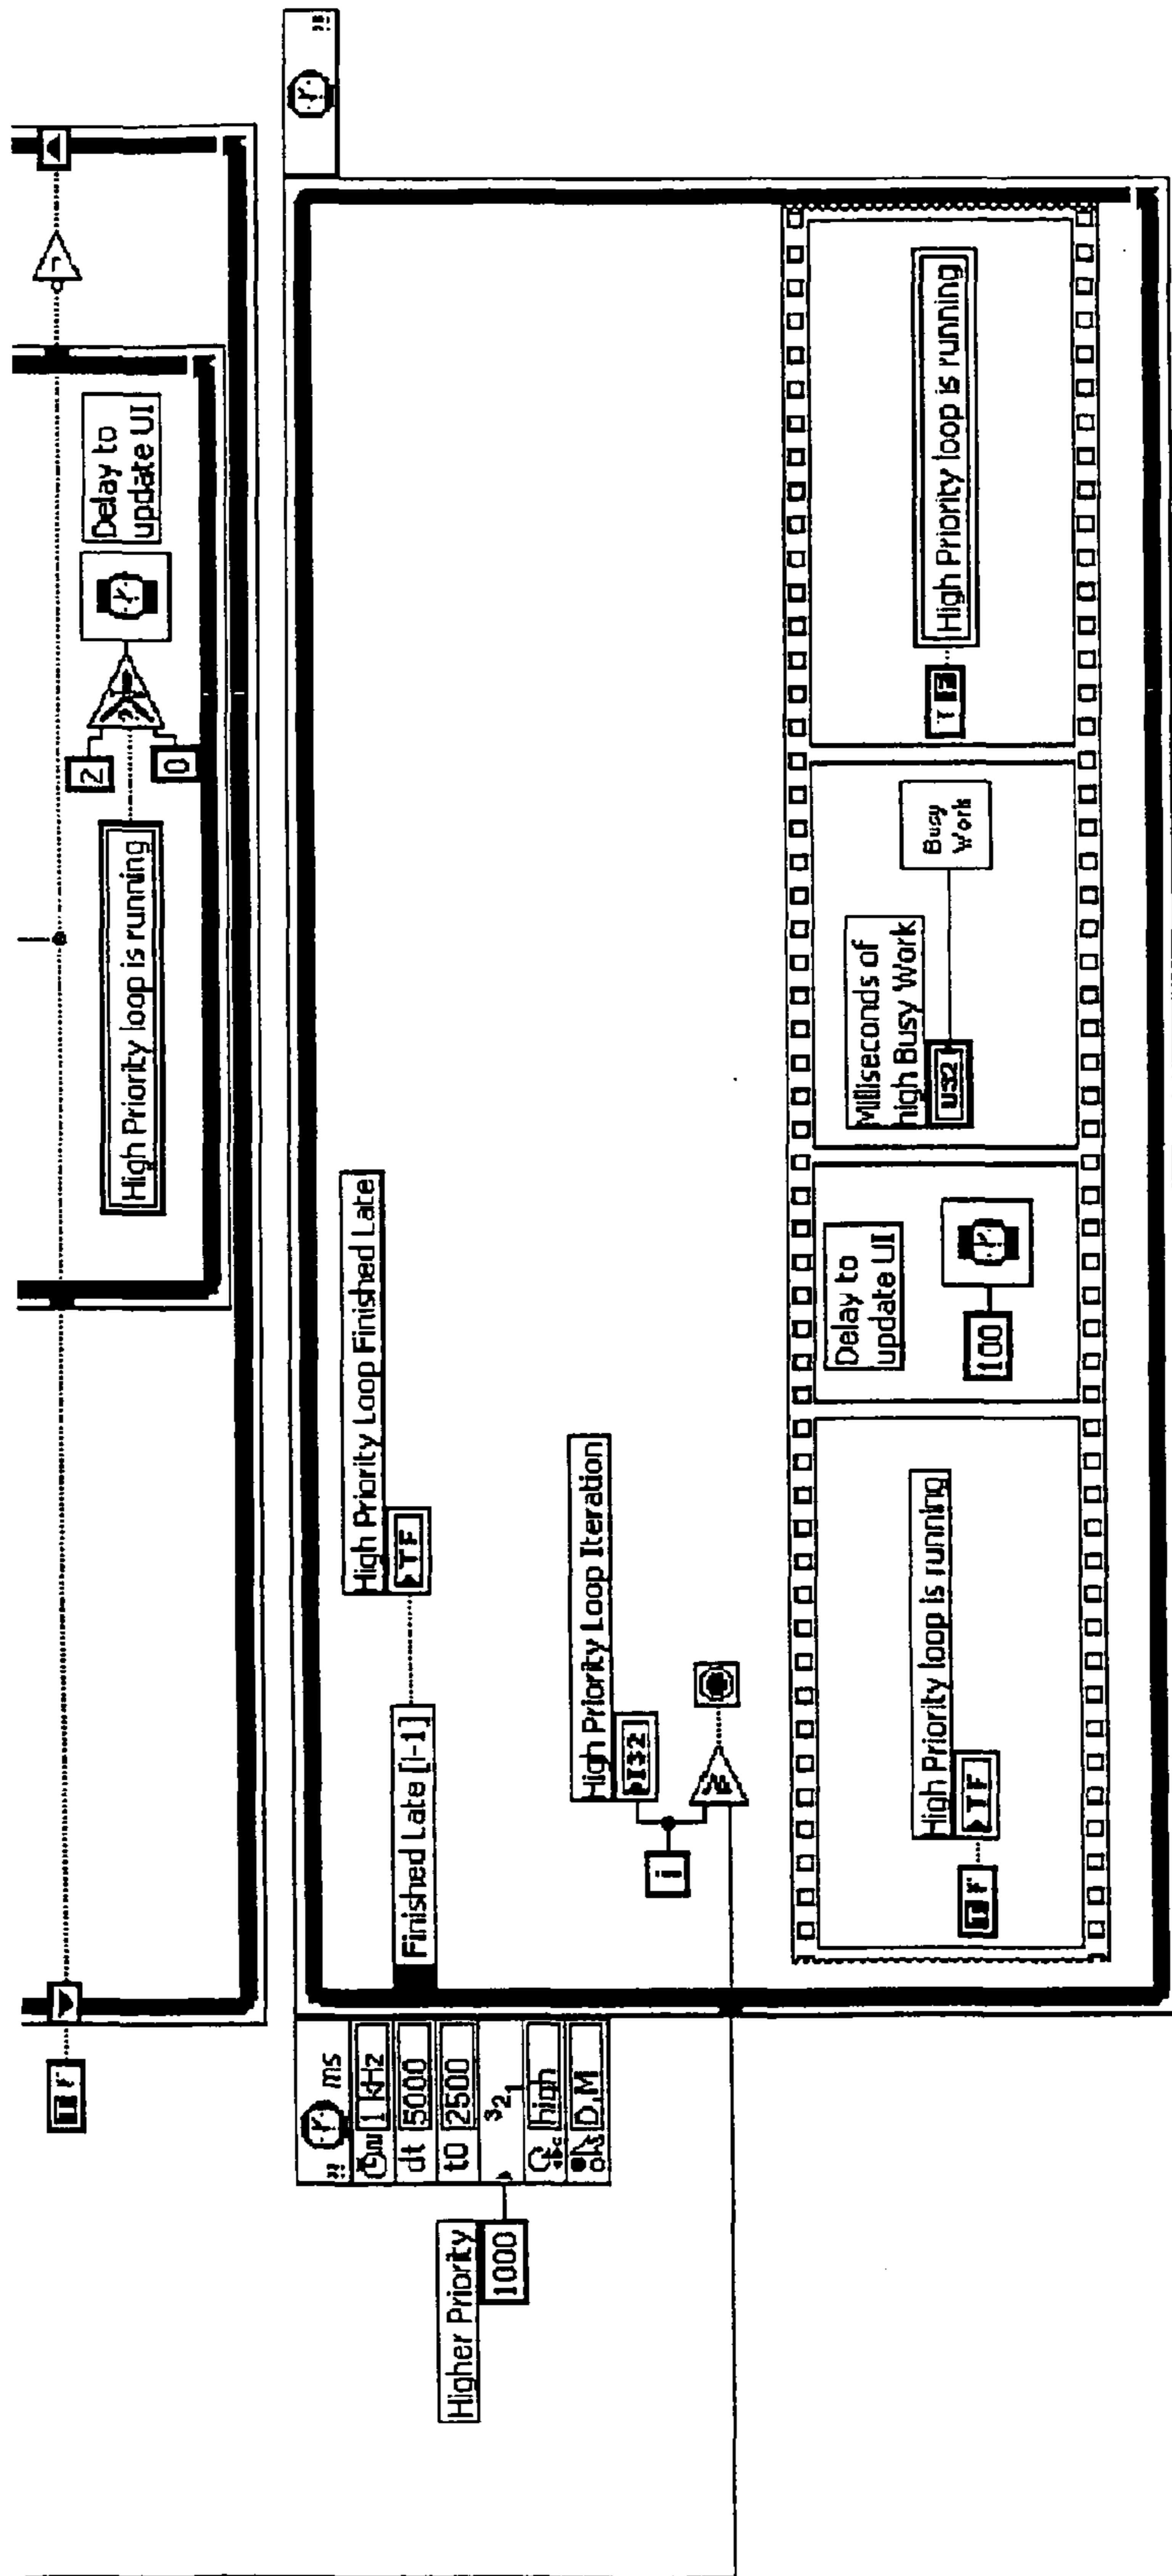 High Priority loop is running
2
0
Delay to
update UI
T F
ms
1 kHz
dt 5000
t0 2500
321
high
D,M
Higher Priority
1000
Finished Late [i-1]
High Priority Loop Finished Late
TF
High Priority Loop Iteration
I32
i
T F
High Priority loop is running
TF
Delay to
update UI
100
Milliseconds of
high Busy Work
U32
Busy
Work
T F
High Priority loop is running